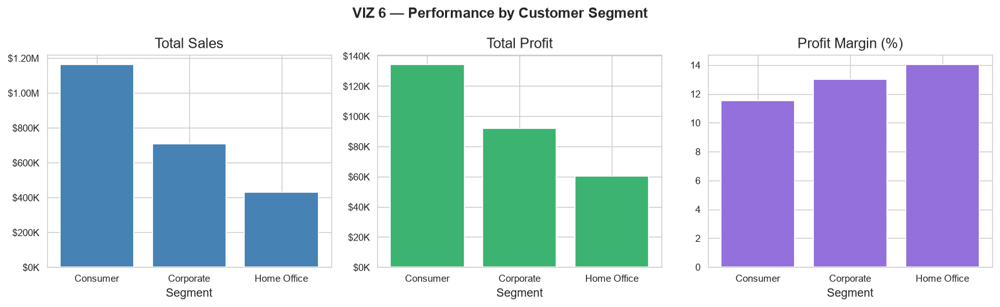 VIZ 6 — Performance by Customer Segment
Total Sales
$1.20M
$1.00M
$800K
$600K
$400K
$200K
$0K
Consumer
Corporate
Home Office
Segment
Total Profit
$140K
$120K
$100K
$80K
$60K
$40K
$20K
$0K
Consumer
Corporate
Home Office
Segment
Profit Margin (%)
14
12
10
8
6
4
2
0
Consumer
Corporate
Home Office
Segment